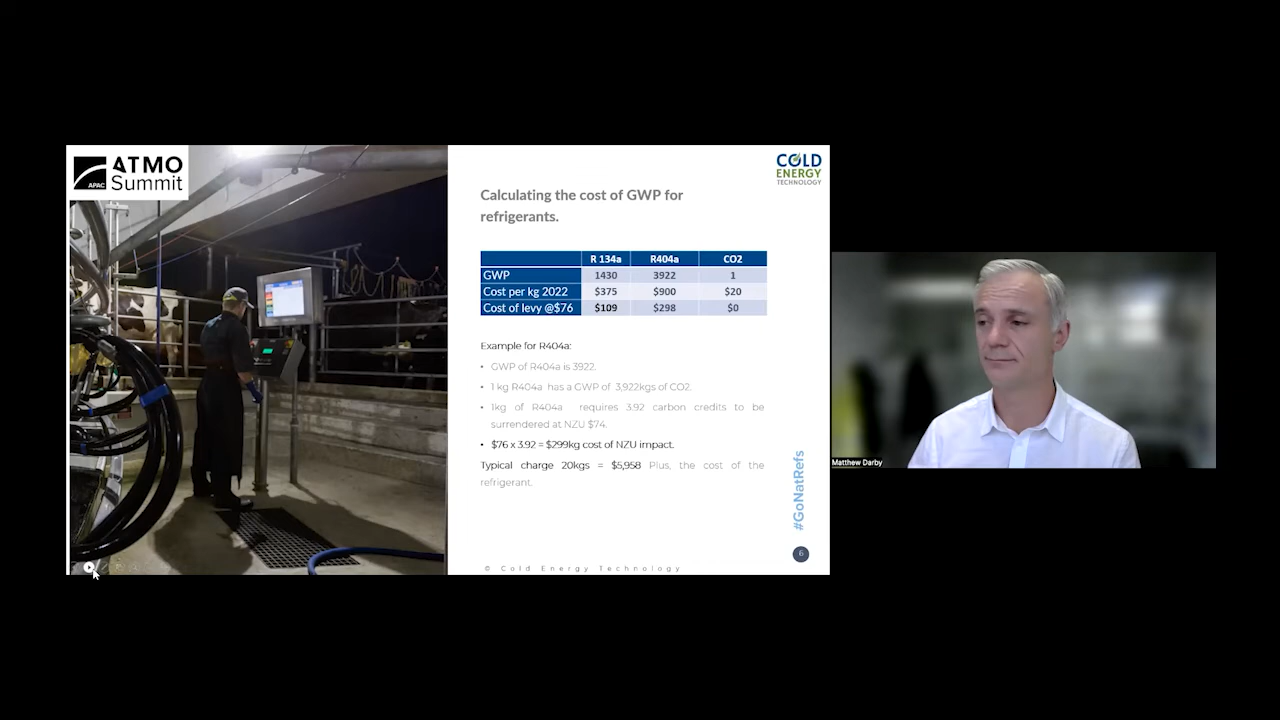 ATMO
APAC Summit
COLD
ENERGY
TECHNOLOGY
Calculating the cost of GWP for
refrigerants.
R 134a R404a CO2
GWP 1430 3922 1
Cost per kg 2022 $375 $900 $20
Cost of levy @$76 $109 $298 $0
Example for R404a:
• GWP of R404a is 3922.
• 1 kg R404a has a GWP of 3,922kgs of CO2.
• 1kg of R404a requires 3.92 carbon credits to be
surrendered at NZU $74.
• $76 x 3.92 = $299kg cost of NZU impact.
Typical charge 20kgs = $5,958 Plus, the cost of the
refrigerant.
#GoNatRefs
6
© Cold Energy Technology
Matthew Darby